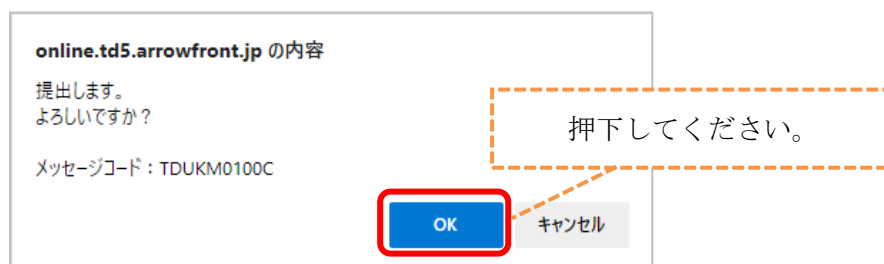 online.td5.arrowfront.jp の内容
提出します。
よろしいですか？
メッセージコード：TDUKM0100C
押下してください。
OK
キャンセル